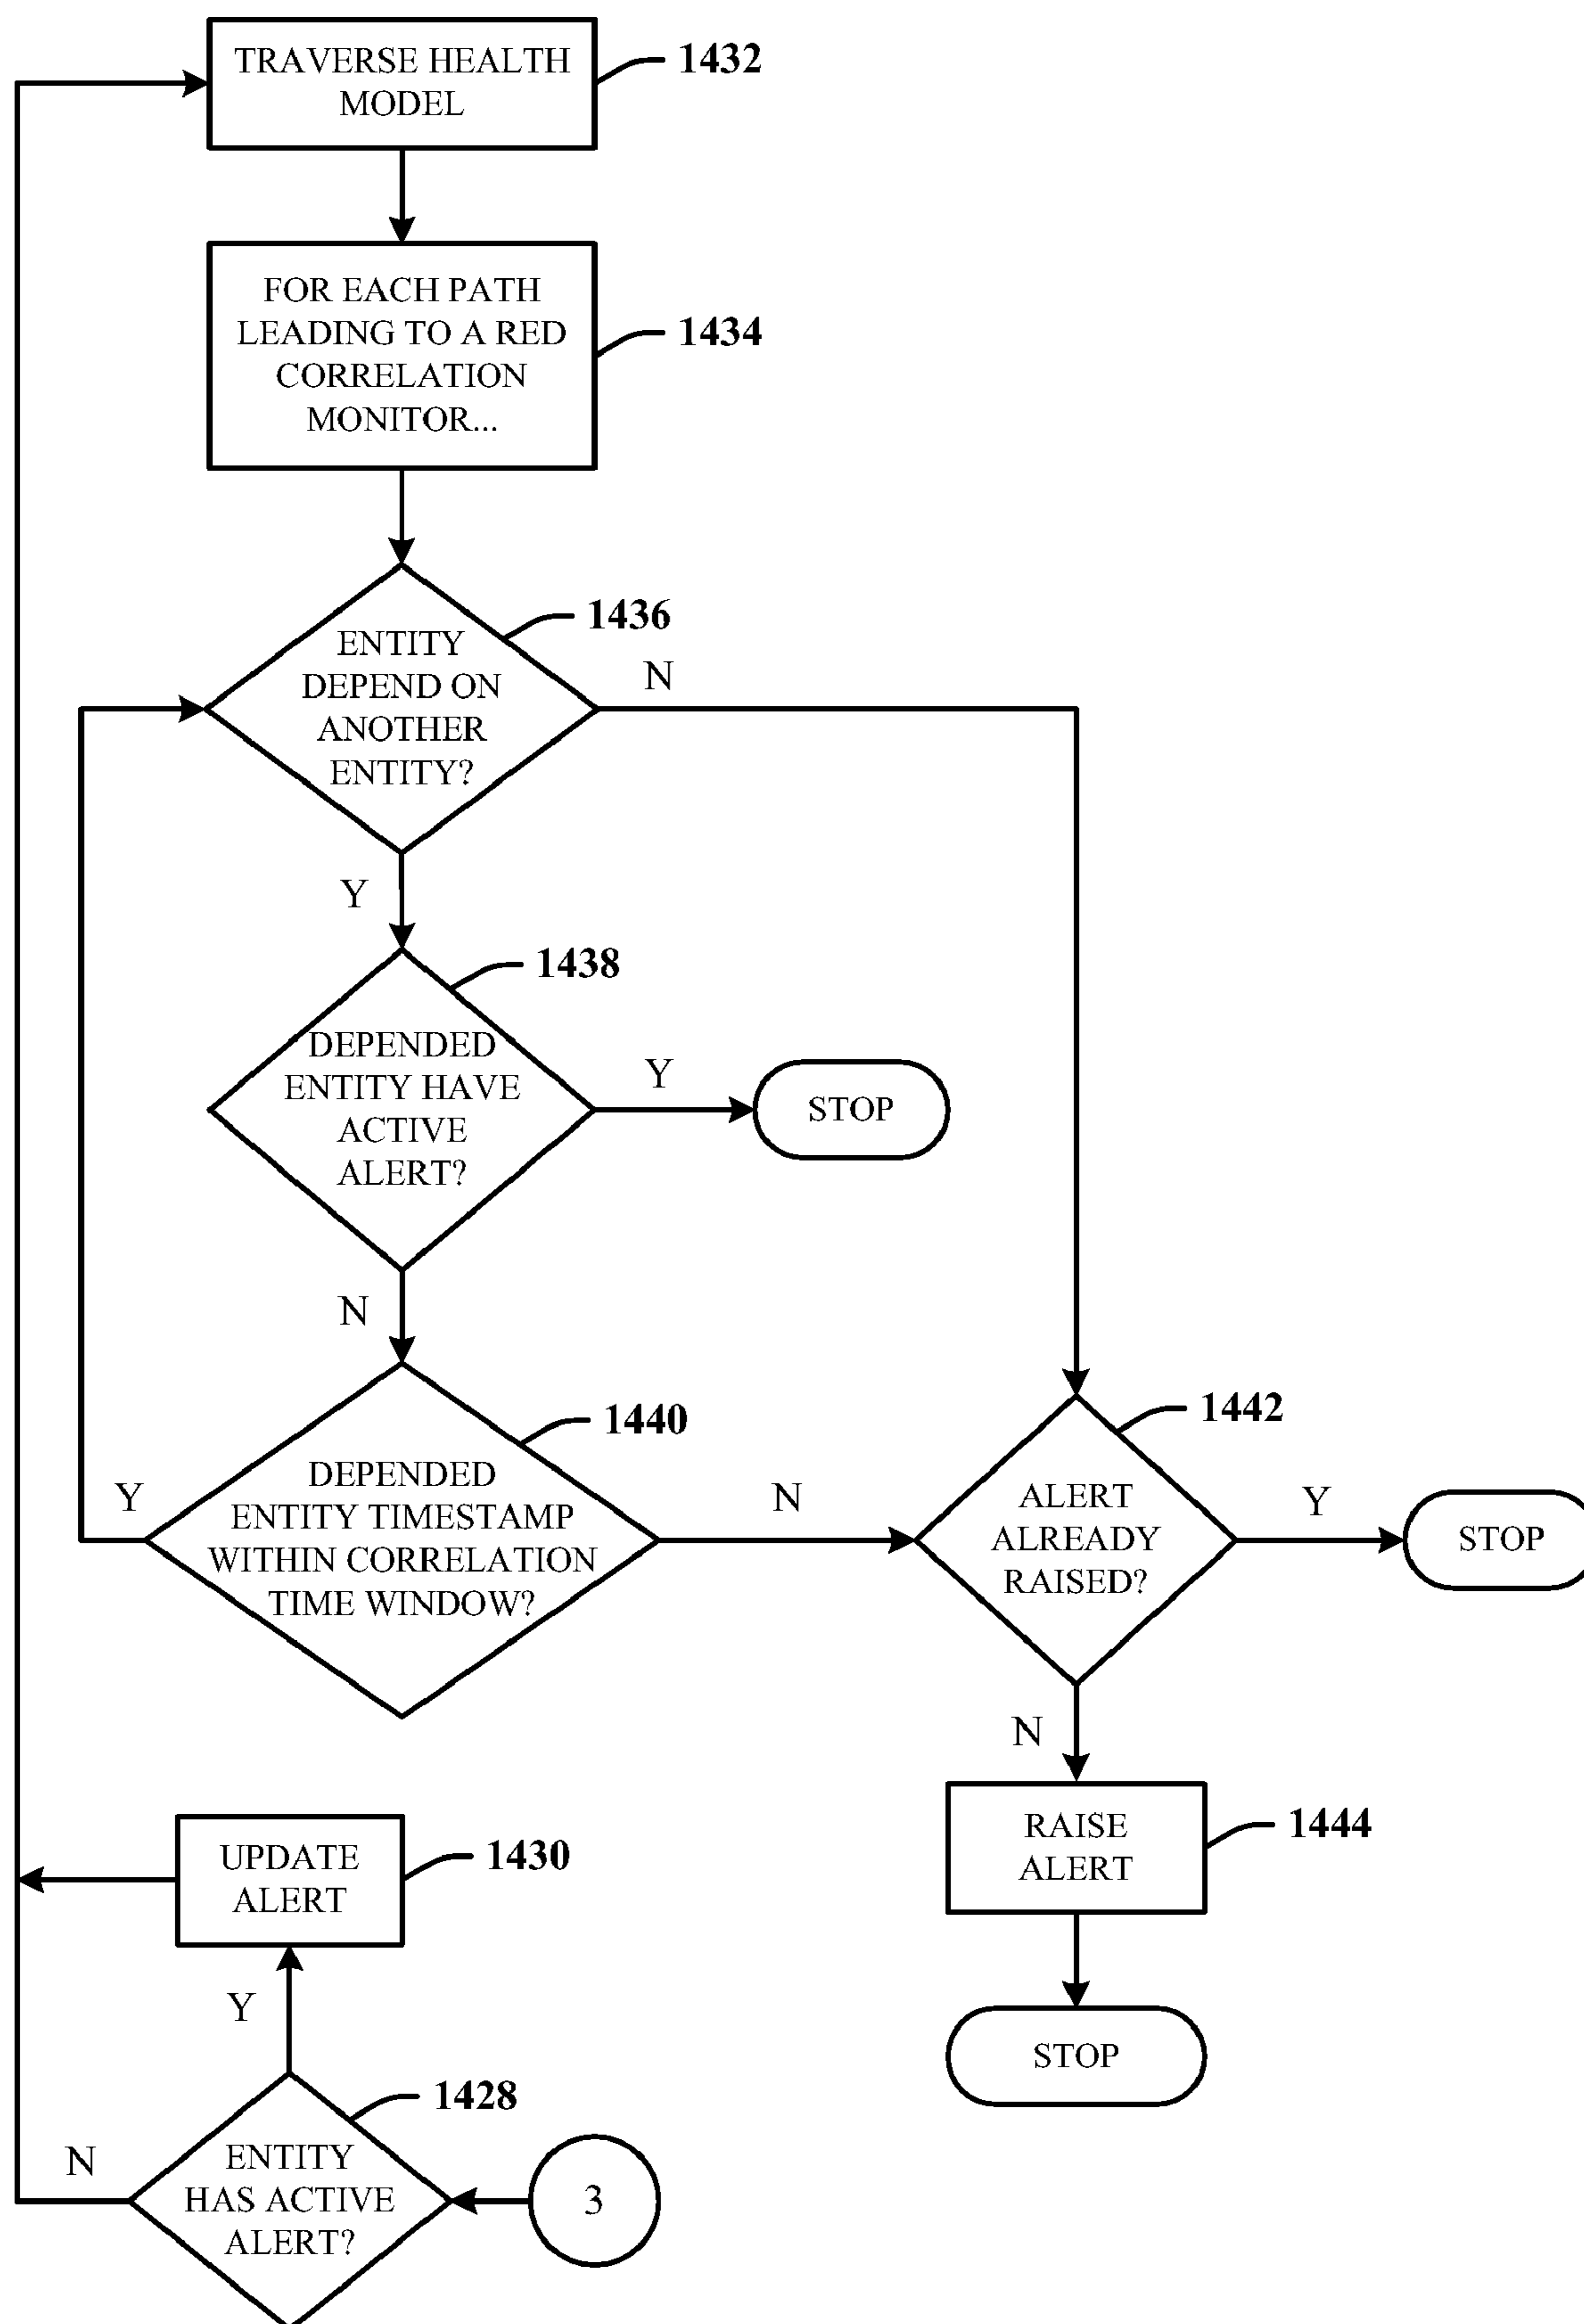 TRAVERSE HEALTH
MODEL
1432
FOR EACH PATH
LEADING TO A RED
CORRELATION
MONITOR...
1434
ENTITY
DEPEND ON
ANOTHER
ENTITY?
1436
N
Y
DEPENDED
ENTITY HAVE
ACTIVE
ALERT?
1438
Y
STOP
N
DEPENDED
ENTITY TIMESTAMP
WITHIN CORRELATION
TIME WINDOW?
1440
Y
N
ALERT
ALREADY
RAISED?
1442
Y
STOP
N
RAISE
ALERT
1444
STOP
UPDATE
ALERT
1430
Y
ENTITY
HAS ACTIVE
ALERT?
1428
N
3